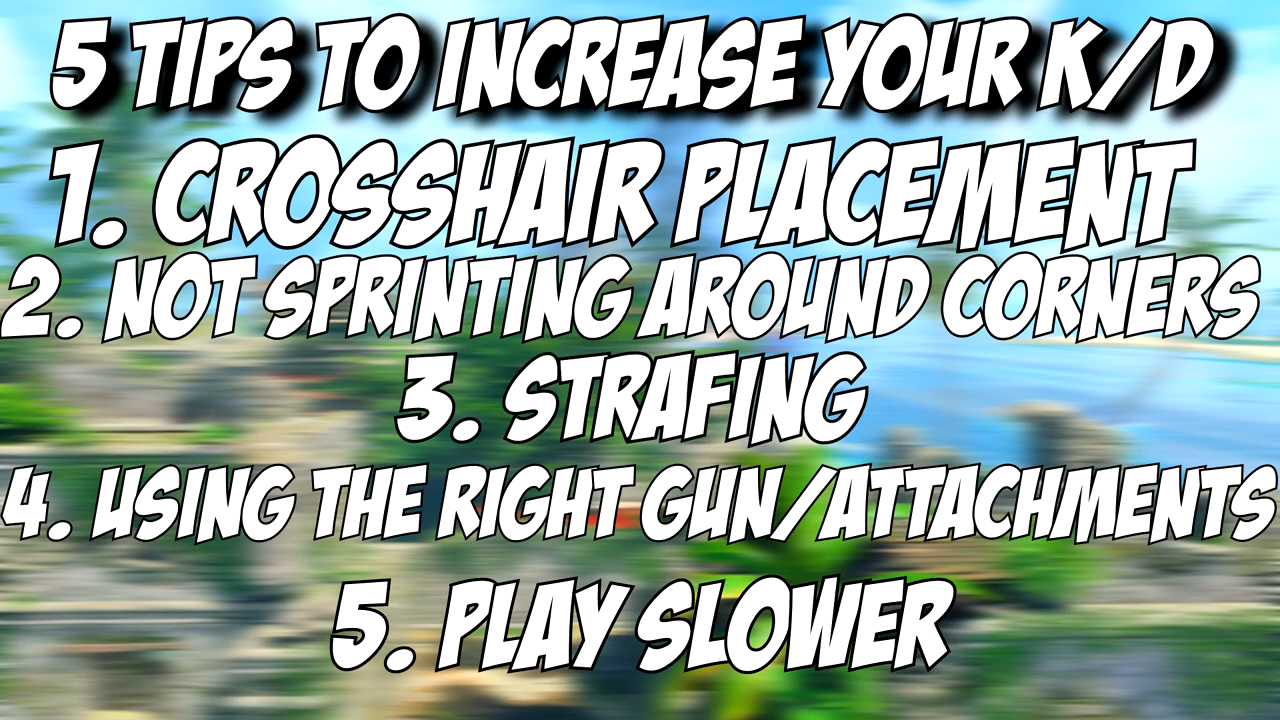 5 TIPS TO INCREASE YOUR K/D
1. CROSSHAIR PLACEMENT
2. NOT SPRINTING AROUND CORNERS
3. STRAFING
4. USING THE RIGHT GUN/ATTACHMENTS
5. PLAY SLOWER